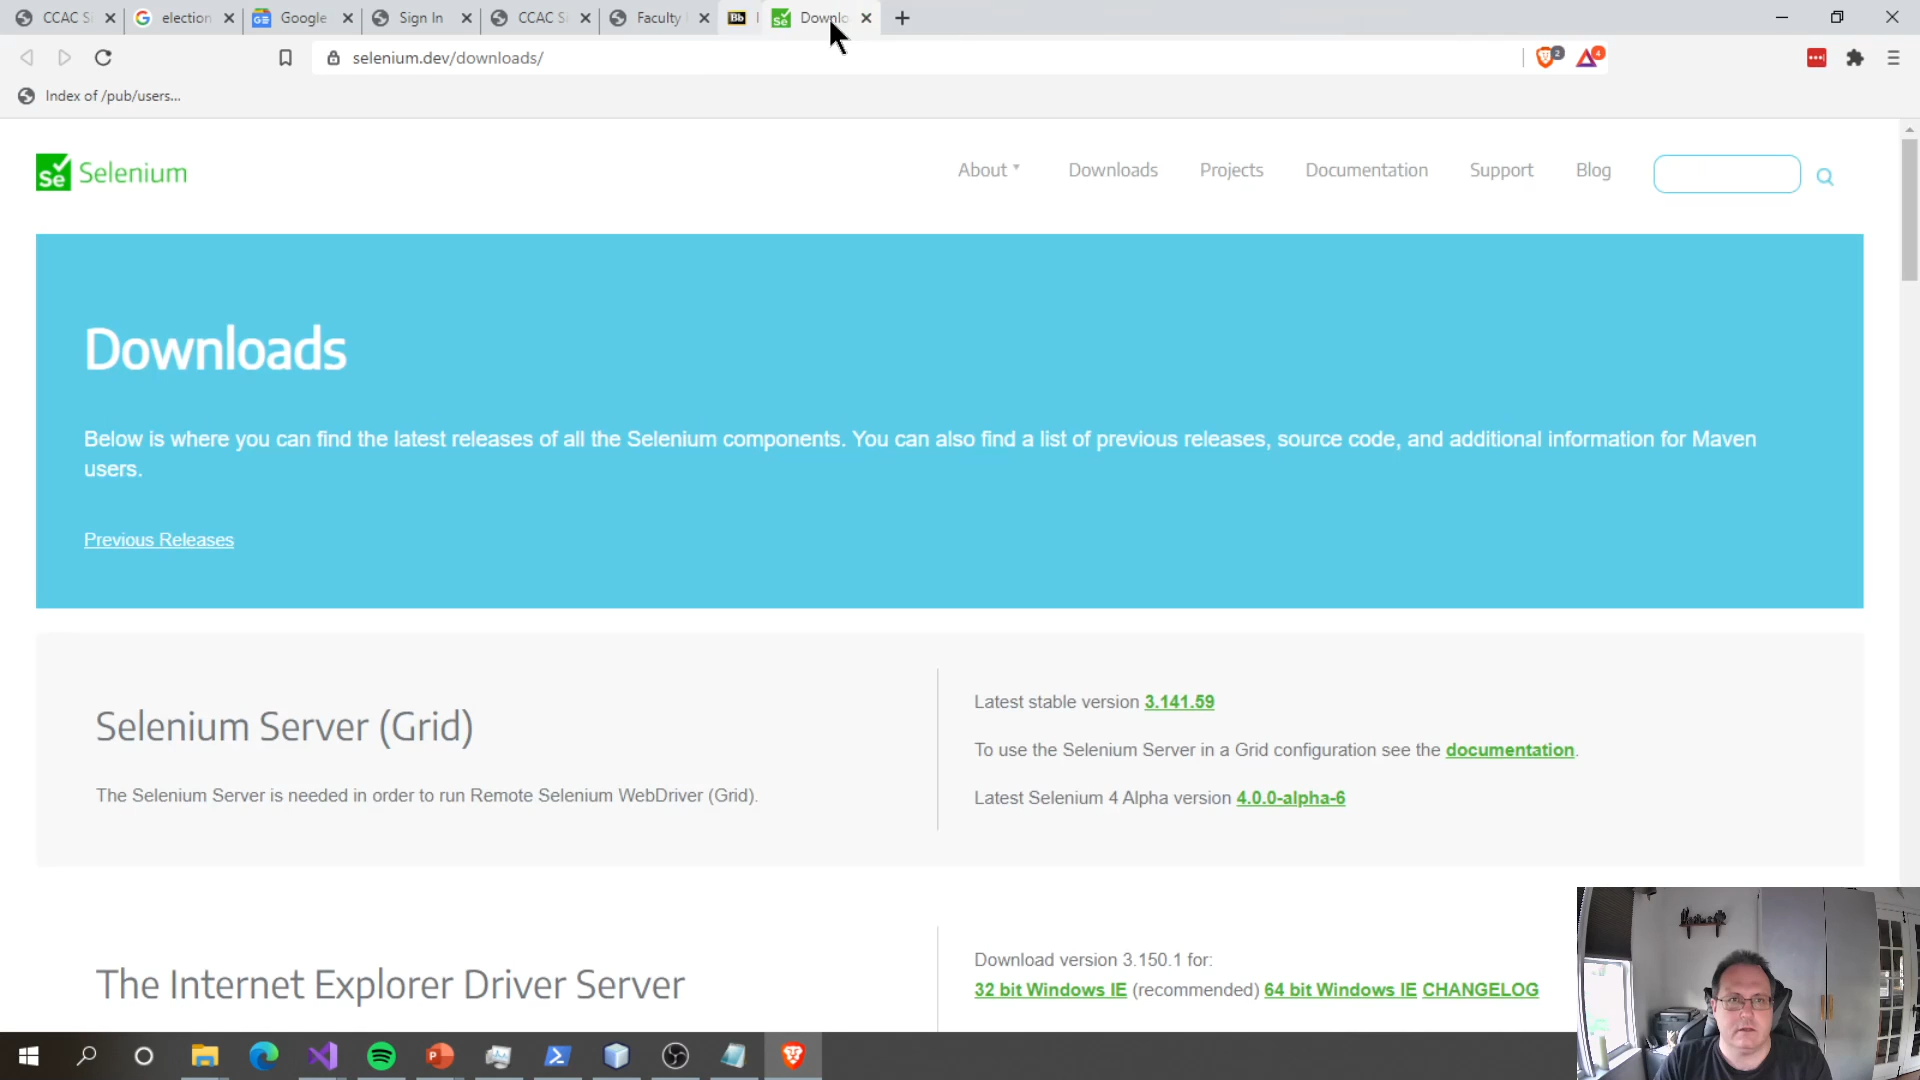 CCAC Si
election
Google
Sign In
CCAC Si
Faculty
Bb
Downlo
selenium.dev/downloads/
2
4
Index of /pub/users...
Se Selenium
About
Downloads
Projects
Documentation
Support
Blog
Downloads
Below is where you can find the latest releases of all the Selenium components. You can also find a list of previous releases, source code, and additional information for Maven
users.
Previous Releases
Selenium Server (Grid)
The Selenium Server is needed in order to run Remote Selenium WebDriver (Grid).
Latest stable version 3.141.59
To use the Selenium Server in a Grid configuration see the documentation.
Latest Selenium 4 Alpha version 4.0.0-alpha-6
The Internet Explorer Driver Server
Download version 3.150.1 for:
32 bit Windows IE (recommended) 64 bit Windows IE CHANGELOG